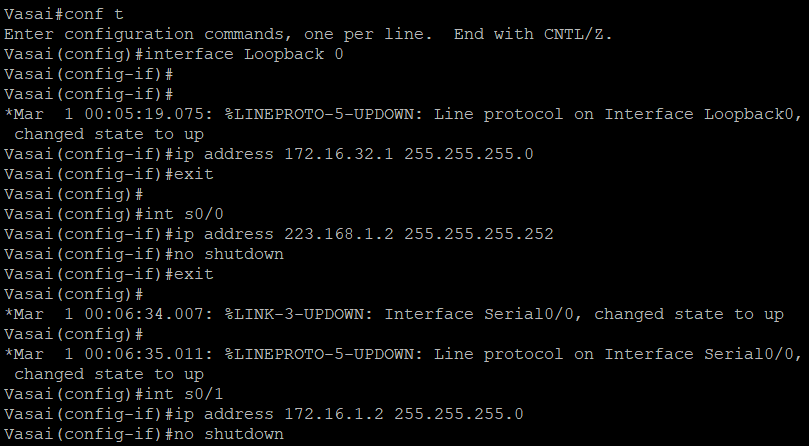 Vasai#conf t
Enter configuration commands, one per line.  End with CNTL/Z.
Vasai(config)#interface Loopback 0
Vasai(config-if)#
Vasai(config-if)#
*Mar  1 00:05:19.075: %LINEPROTO-5-UPDOWN: Line protocol on Interface Loopback0,
 changed state to up
Vasai(config-if)#ip address 172.16.32.1 255.255.255.0
Vasai(config-if)#exit
Vasai(config)#
Vasai(config)#int s0/0
Vasai(config-if)#ip address 223.168.1.2 255.255.255.252
Vasai(config-if)#no shutdown
Vasai(config-if)#exit
Vasai(config)#
*Mar  1 00:06:34.007: %LINK-3-UPDOWN: Interface Serial0/0, changed state to up
Vasai(config)#
*Mar  1 00:06:35.011: %LINEPROTO-5-UPDOWN: Line protocol on Interface Serial0/0,
 changed state to up
Vasai(config)#int s0/1
Vasai(config-if)#ip address 172.16.1.2 255.255.255.0
Vasai(config-if)#no shutdown